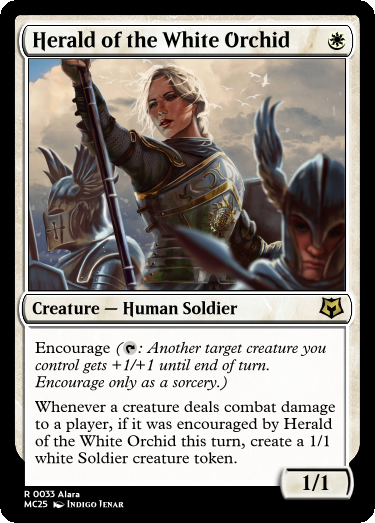 Herald of the White Orchid
Creature — Human Soldier
Encourage (T: Another target creature you
control gets +1/+1 until end of turn.
Encourage only as a sorcery.)
Whenever a creature deals combat damage
to a player, if it was encouraged by Herald
of the White Orchid this turn, create a 1/1
white Soldier creature token.
1/1
R 0033 Alara
MC25 Indigo Jenar